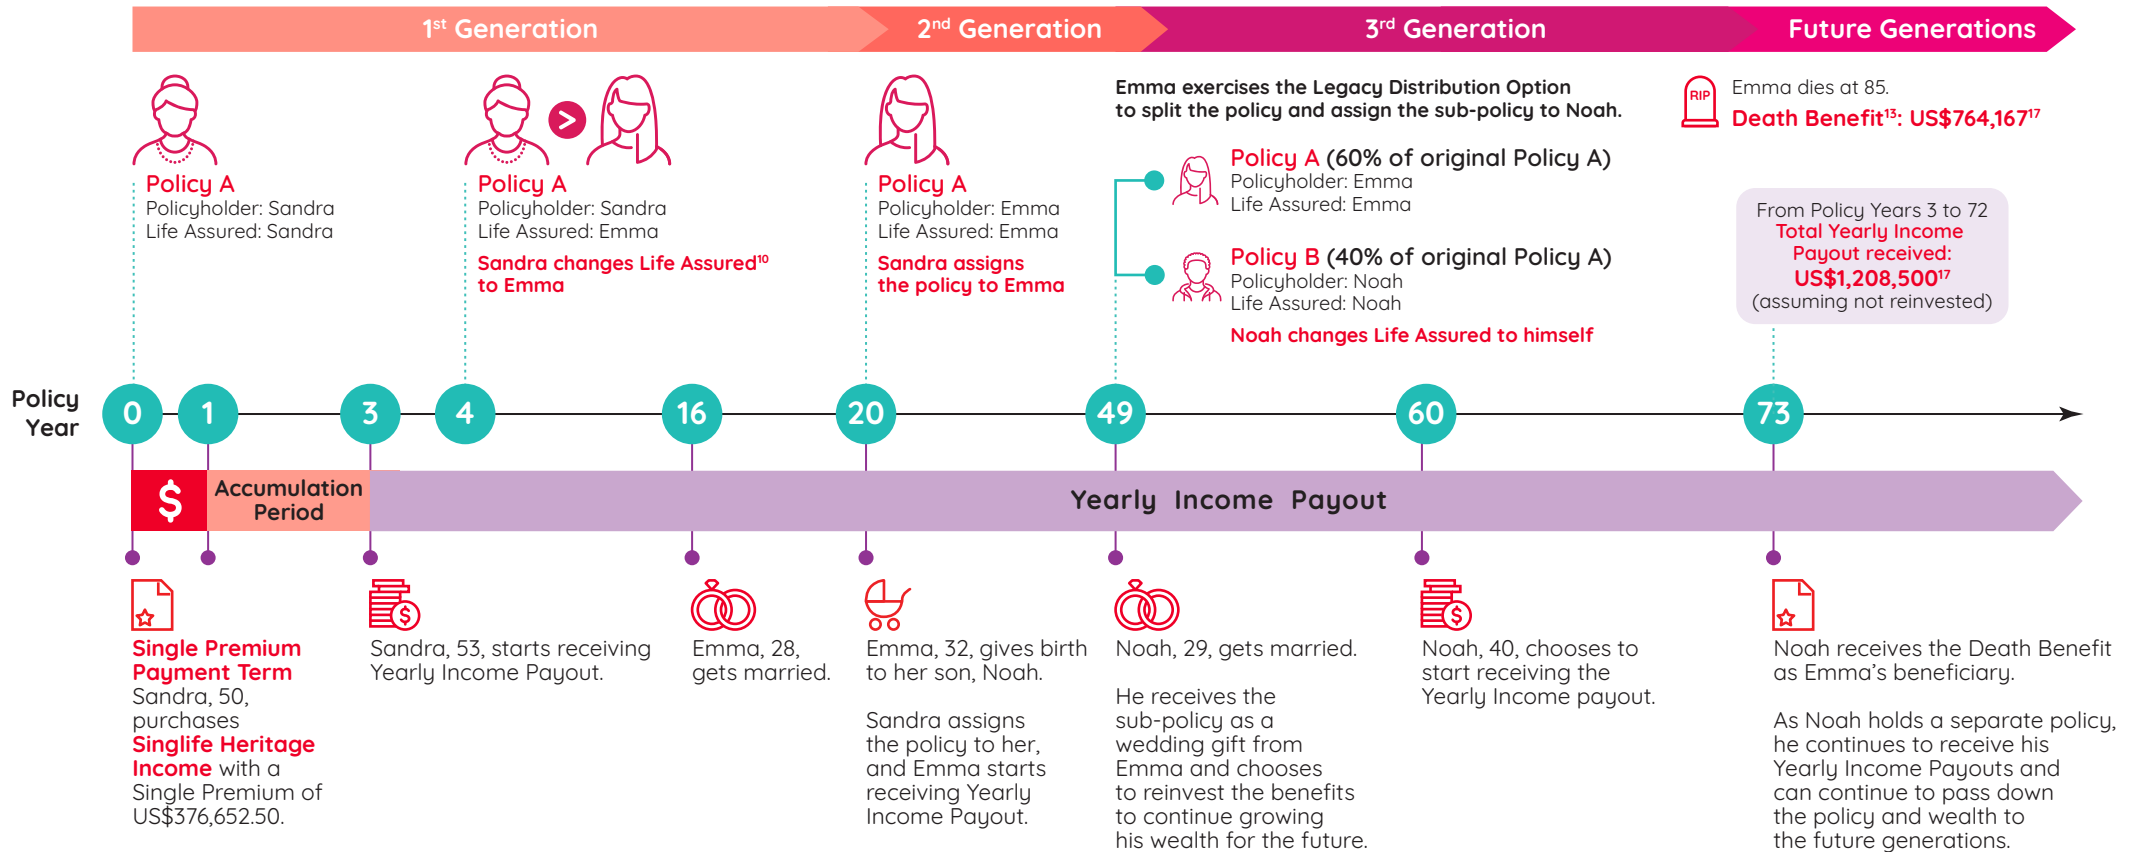 1st Generation
2nd Generation
3rd Generation
Future Generations
Policy A
Policyholder: Sandra
Life Assured: Sandra
>
Policy A
Policyholder: Sandra
Life Assured: Emma
Sandra changes Life Assured10
to Emma
Policy A
Policyholder: Emma
Life Assured: Emma
Sandra assigns
the policy to Emma
Emma exercises the Legacy Distribution Option
to split the policy and assign the sub-policy to Noah.
Policy A (60% of original Policy A)
Policyholder: Emma
Life Assured: Emma
Policy B (40% of original Policy A)
Policyholder: Noah
Life Assured: Noah
Noah changes Life Assured to himself
RIP
Emma dies at 85.
Death Benefit13: US$764,16717
From Policy Years 3 to 72
Total Yearly Income
Payout received:
US$1,208,50017
(assuming not reinvested)
Policy
Year
0
1
3
4
16
20
49
60
73
$
Accumulation
Period
Yearly Income Payout
Single Premium
Payment Term
Sandra, 50,
purchases
Singlife Heritage
Income with a
Single Premium of
US$376,652.50.
$
Sandra, 53, starts receiving
Yearly Income Payout.
Emma, 28,
gets married.
Emma, 32, gives birth
to her son, Noah.
Sandra assigns
the policy to her,
and Emma starts
receiving Yearly
Income Payout.
Noah, 29, gets married.
He receives the
sub-policy as a
wedding gift from
Emma and chooses
to reinvest the benefits
to continue growing
his wealth for the future.
$
Noah, 40, chooses to
start receiving the
Yearly Income payout.
Noah receives the Death Benefit
as Emma's beneficiary.
As Noah holds a separate policy,
he continues to receive his
Yearly Income Payouts and
can continue to pass down
the policy and wealth to
the future generations.